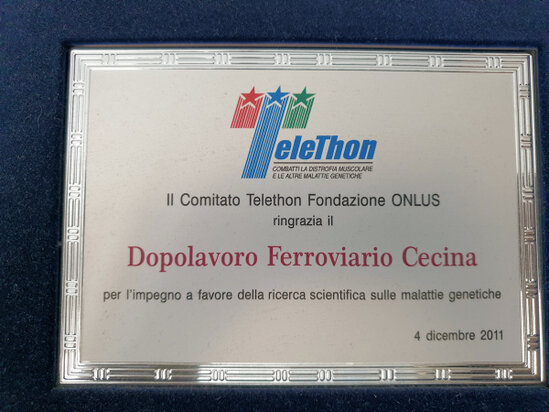 TeleThon
COMBATTI LA DISTROFIA MUSCOLARE
E LE ALTRE MALATTIE GENETICHE
Il Comitato Telethon Fondazione ONLUS
ringrazia il
Dopolavoro Ferroviario Cecina
per l'impegno a favore della ricerca scientifica sulle malattie genetiche
4 dicembre 2011